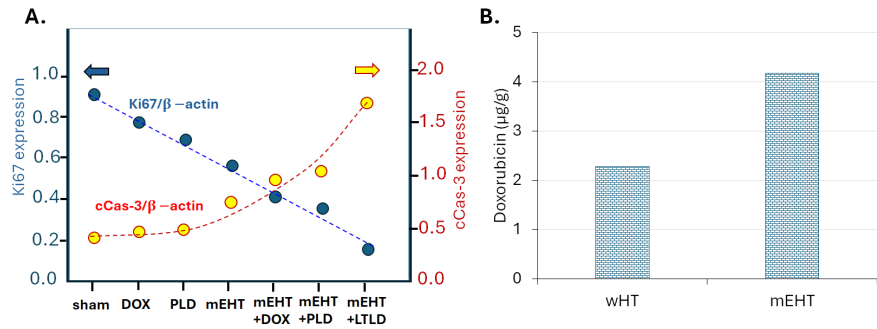 A.
Ki67 expression
1.0
0.8
0.6
0.4
0.2
0.0
Ki67/β –actin
cCas-3/β –actin
2.0
1.5
1.0
0.5
0.0
cCas-3 expression
sham
DOX
PLD
mEHT
mEHT
+DOX
mEHT
+PLD
mEHT
+LTLD
B.
Doxorubicin (µg/g)
5
4
3
2
1
0
wHT
mEHT